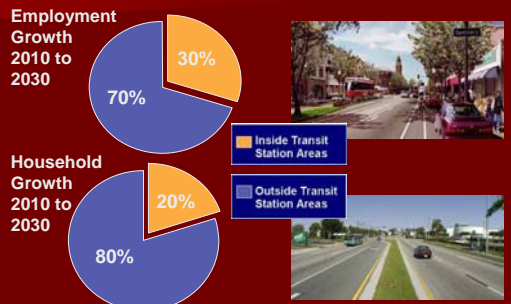 Employment
Growth
2010 to
2030
30%
70%
Inside Transit
Station Areas
Household
Growth
2010 to
2030
Outside Transit
Station Areas
20%
80%